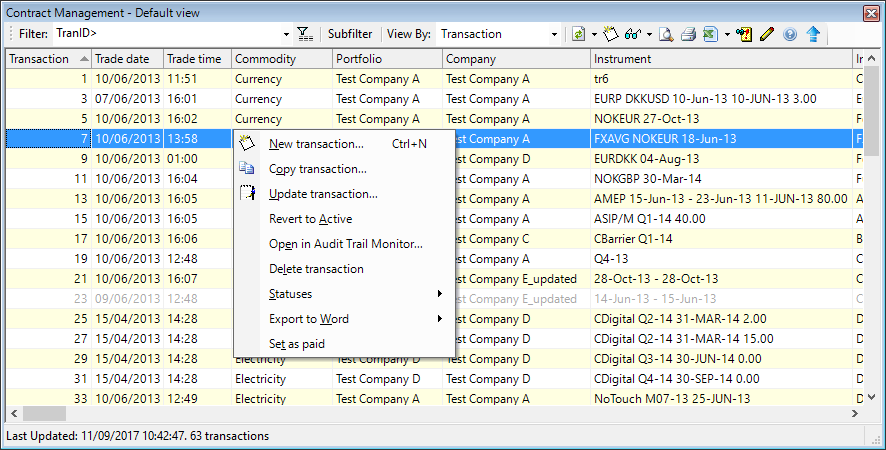 Contract Management - Default view
Filter: TranID> Subfilter View By: Transaction
Transaction Trade date Trade time Commodity Portfolio Company Instrument In
1 10/06/2013 11:51 Currency Test Company A Test Company A tr6 C
3 07/06/2013 16:01 Currency Test Company A Test Company A EURP DKKUSD 10-Jun-13 10-JUN-13 3.00 E
5 10/06/2013 16:02 Currency Test Company A Test Company A NOKEUR 27-Oct-13 F
7 10/06/2013 13:58 est Company A FXAVG NOKEUR 18-Jun-13 F
9 10/06/2013 01:00 est Company D EURDKK 04-Aug-13 F
11 10/06/2013 16:04 est Company A NOKGBP 30-Mar-14 F
13 10/06/2013 16:05 est Company A AMEP 15-Jun-13 - 23-Jun-13 11-JUN-13 80.00 A
15 10/06/2013 16:05 est Company A ASIP/M Q1-14 40.00 A
17 10/06/2013 16:06 est Company C CBarrier Q1-14 B
19 10/06/2013 12:48 est Company A Q4-13 A
21 10/06/2013 16:07 est Company E_updated 28-Oct-13 - 28-Oct-13 C
23 09/06/2013 12:48 est Company E_updated 14-Jun-13 - 15-Jun-13 C
25 15/04/2013 14:28 est Company D CDigital Q2-14 31-MAR-14 2.00 D
27 15/04/2013 14:28 est Company D CDigital Q2-14 31-MAR-14 15.00 D
29 15/04/2013 14:28 Electricity Test Company D Test Company D CDigital Q3-14 30-JUN-14 0.00 D
31 15/04/2013 14:28 Electricity Test Company D Test Company D CDigital Q4-14 30-SEP-14 0.00 D
33 10/06/2013 12:49 Electricity Test Company A Test Company A NoTouch M07-13 25-JUN-13 D
New transaction... Ctrl+N
Copy transaction...
Update transaction...
Revert to Active
Open in Audit Trail Monitor...
Delete transaction
Statuses
Export to Word
Set as paid
Last Updated: 11/09/2017 10:42:47. 63 transactions